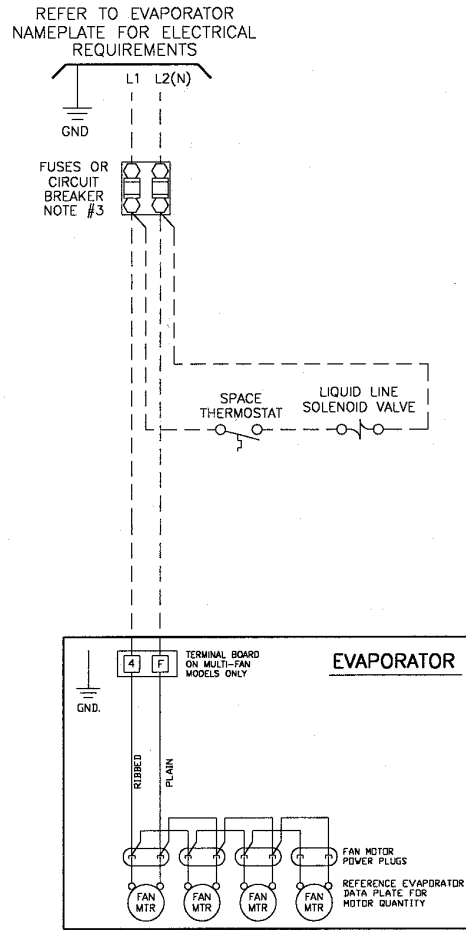 REFER TO EVAPORATOR
NAMEPLATE FOR ELECTRICAL
REQUIREMENTS
L1 L2(N)
GND
FUSES OR
CIRCUIT
BREAKER
NOTE #3
SPACE
THERMOSTAT
LIQUID LINE
SOLENOID VALVE
4 F
TERMINAL BOARD
ON MULTI-FAN
MODELS ONLY
EVAPORATOR
GND.
RIBBED
PLAIN
FAN MOTOR
POWER PLUGS
FAN
MTR
FAN
MTR
FAN
MTR
FAN
MTR
REFERENCE EVAPORATOR
DATA PLATE FOR
MOTOR QUANTITY